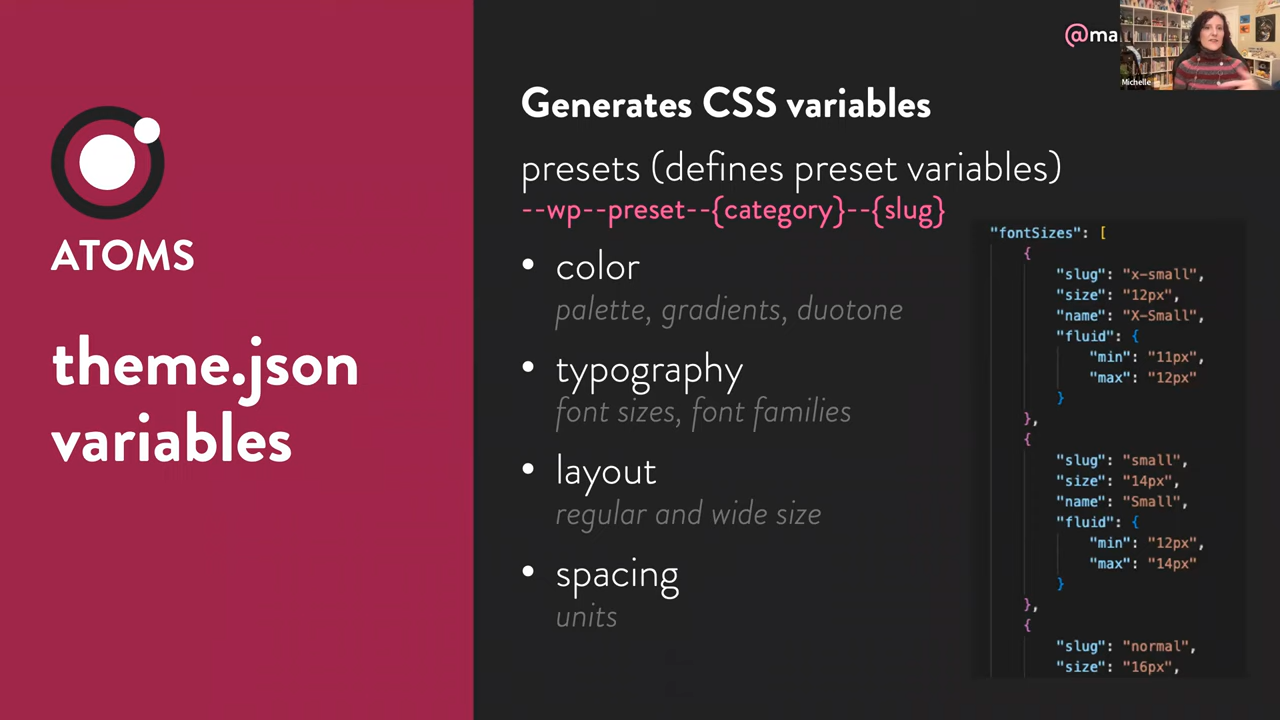 @ma
Michelle
ATOMS
theme.json
variables
Generates CSS variables
presets (defines preset variables)
--wp--preset--{category}--{slug}
• color
palette, gradients, duotone
• typography
font sizes, font families
• layout
regular and wide size
• spacing
units
"fontSizes": [
{
"slug": "x-small",
"size": "12px",
"name": "X-Small",
"fluid": {
"min": "11px",
"max": "12px"
}
},
{
"slug": "small",
"size": "14px",
"name": "Small",
"fluid": {
"min": "12px",
"max": "14px"
}
},
{
"slug": "normal",
"size": "16px",